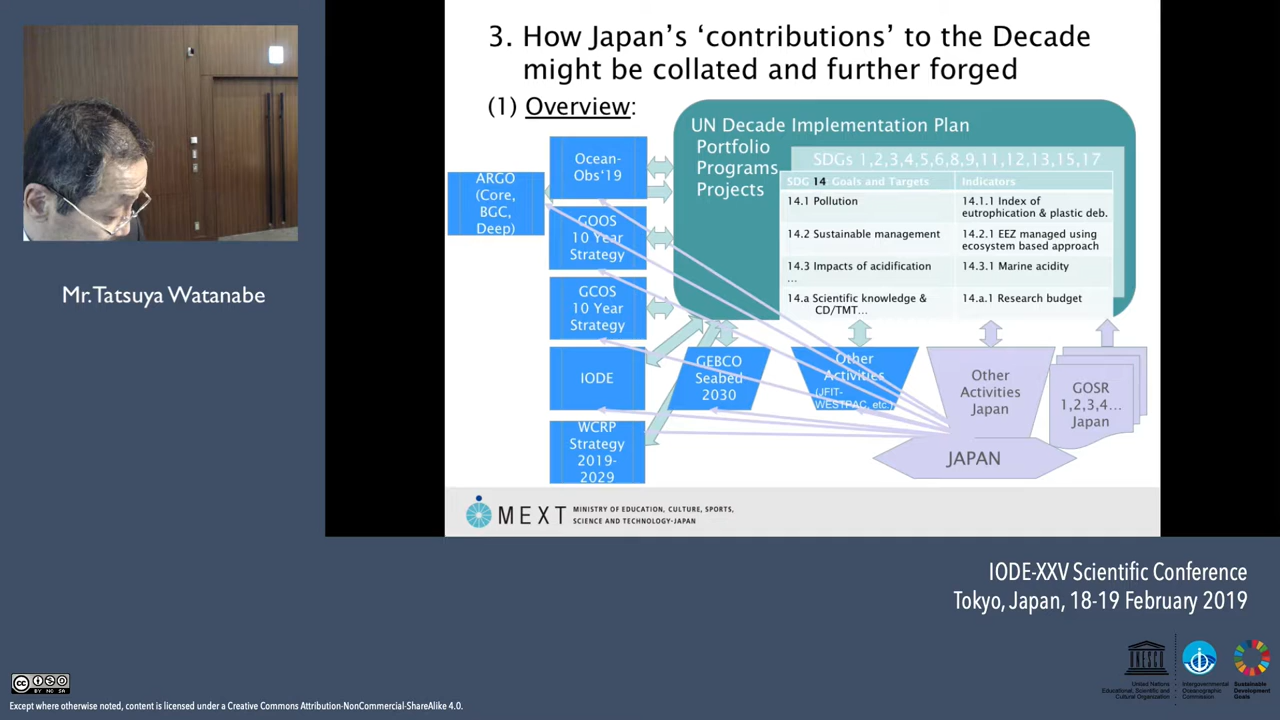 3. How Japan's 'contributions' to the Decade
might be collated and further forged
(1) Overview:
UN Decade Implementation Plan
Portfolio
Programs
Projects
SDGs 1,2,3,4,5,6,8,9,11,12,13,15,17
SDG 14: Goals and Targets
Indicators
14.1 Pollution
14.1.1 Index of
eutrophication & plastic deb.
14.2 Sustainable management
14.2.1 EEZ managed using
ecosystem based approach
14.3 Impacts of acidification
...
14.3.1 Marine acidity
14.a Scientific knowledge &
CD/TMT...
14.a.1 Research budget
Ocean-
Obs'19
ARGO
(Core,
BGC,
Deep)
GOOS
10 Year
Strategy
GCOS
10 Year
Strategy
IODE
WCRP
Strategy
2019-
2029
GEBCO
Seabed
2030
Other
Activities
(JFIT-
WESTPAC, etc.)
Other
Activities
Japan
GOSR
1,2,3,4...
Japan
JAPAN
MEXT
MINISTRY OF EDUCATION, CULTURE, SPORTS,
SCIENCE AND TECHNOLOGY-JAPAN
Mr.Tatsuya Watanabe
IODE-XXV Scientific Conference
Tokyo, Japan, 18-19 February 2019
UNESCO
United Nations
Educational, Scientific and
Cultural Organization
Intergovernmental
Oceanographic
Commission
Sustainable
Development
Goals
CC
BY NC SA
Except where otherwise noted, content is licensed under a Creative Commons Attribution-NonCommercial-ShareAlike 4.0.